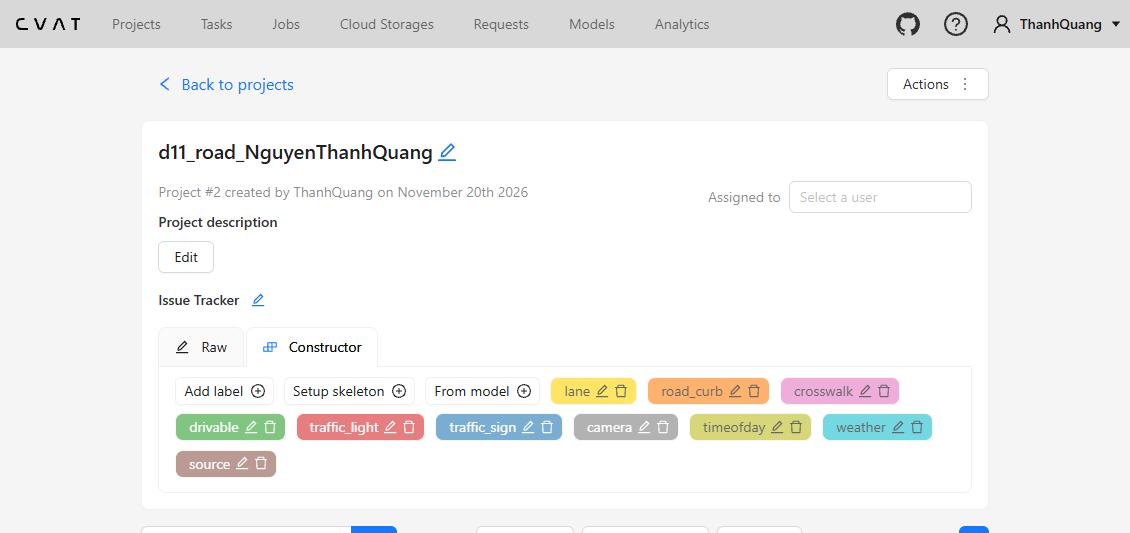 CVAT Projects Tasks Jobs Cloud Storages Requests Models Analytics ThanhQuang
Back to projects Actions
d11_road_NguyenThanhQuang
Project #2 created by ThanhQuang on November 20th 2026
Assigned to Select a user
Project description
Edit
Issue Tracker
Raw Constructor
Add label Setup skeleton From model lane road_curb crosswalk
drivable traffic_light traffic_sign camera timeofday weather
source